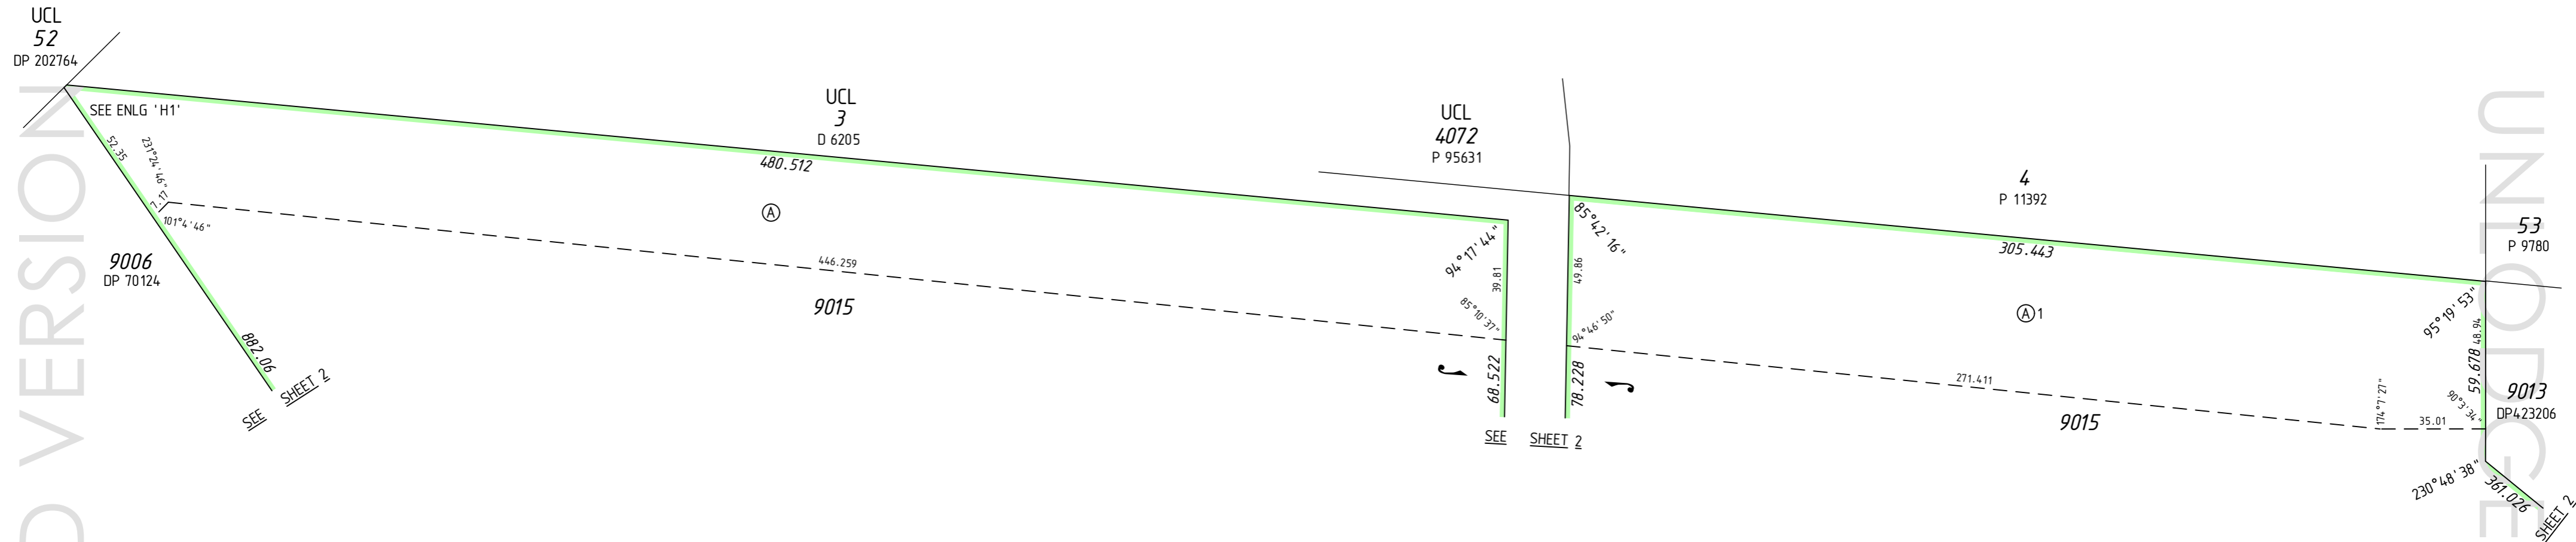 UCL
52
DP 202764
SEE ENLG 'H1'
52.35
231°24'46"
7.17
101°4'46"
9006
DP 70124
882.06
SEE
SHEET 2
UCL
3
D 6205
480.512
A
446.259
9015
UCL
4072
P 95631
94°17'44"
39.81
85°10'37"
68.522
SEE
SHEET 2
85°42'16"
49.86
94°46'50"
78.228
4
P 11392
305.443
A 1
271.411
9015
174°7'27"
35.01
53
P 9780
95°19'53"
48.94
59.678
90°3'34"
9013
DP423206
230°48'38"
361.026
SHEET 2
D VERSION
UNLODGE